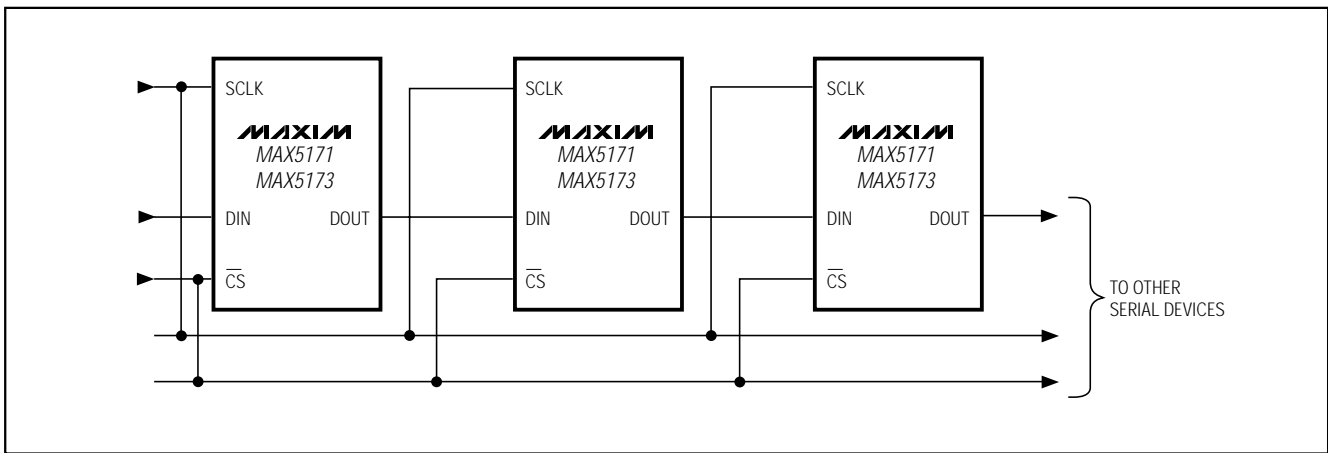 SCLK
MAXIM
MAX5171
MAX5173
DIN DOUT
CS
SCLK
MAXIM
MAX5171
MAX5173
DIN DOUT
CS
SCLK
MAXIM
MAX5171
MAX5173
DIN DOUT
CS
TO OTHER
SERIAL DEVICES